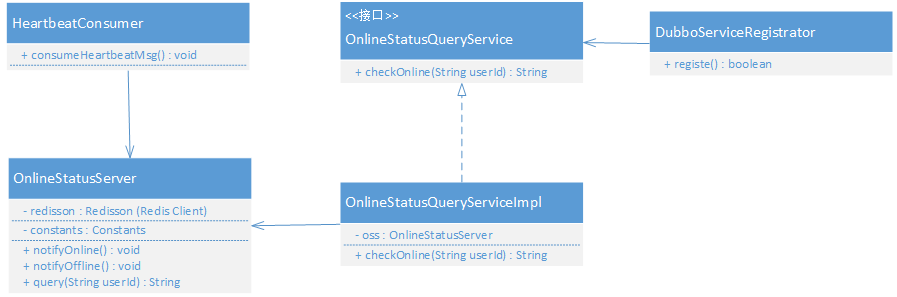 HeartbeatConsumer
+ consumeHeartbeatMsg() : void
<<接口>>
OnlineStatusQueryService
+ checkOnline(String userId) : String
DubboServiceRegistrator
+ registe() : boolean
OnlineStatusServer
- redisson : Redisson (Redis Client)
- constants : Constants
+ notifyOnline() : void
+ notifyOffline() : void
+ query(String userId) : String
OnlineStatusQueryServiceImpl
- oss : OnlineStatusServer
+ checkOnline(String userId) : String